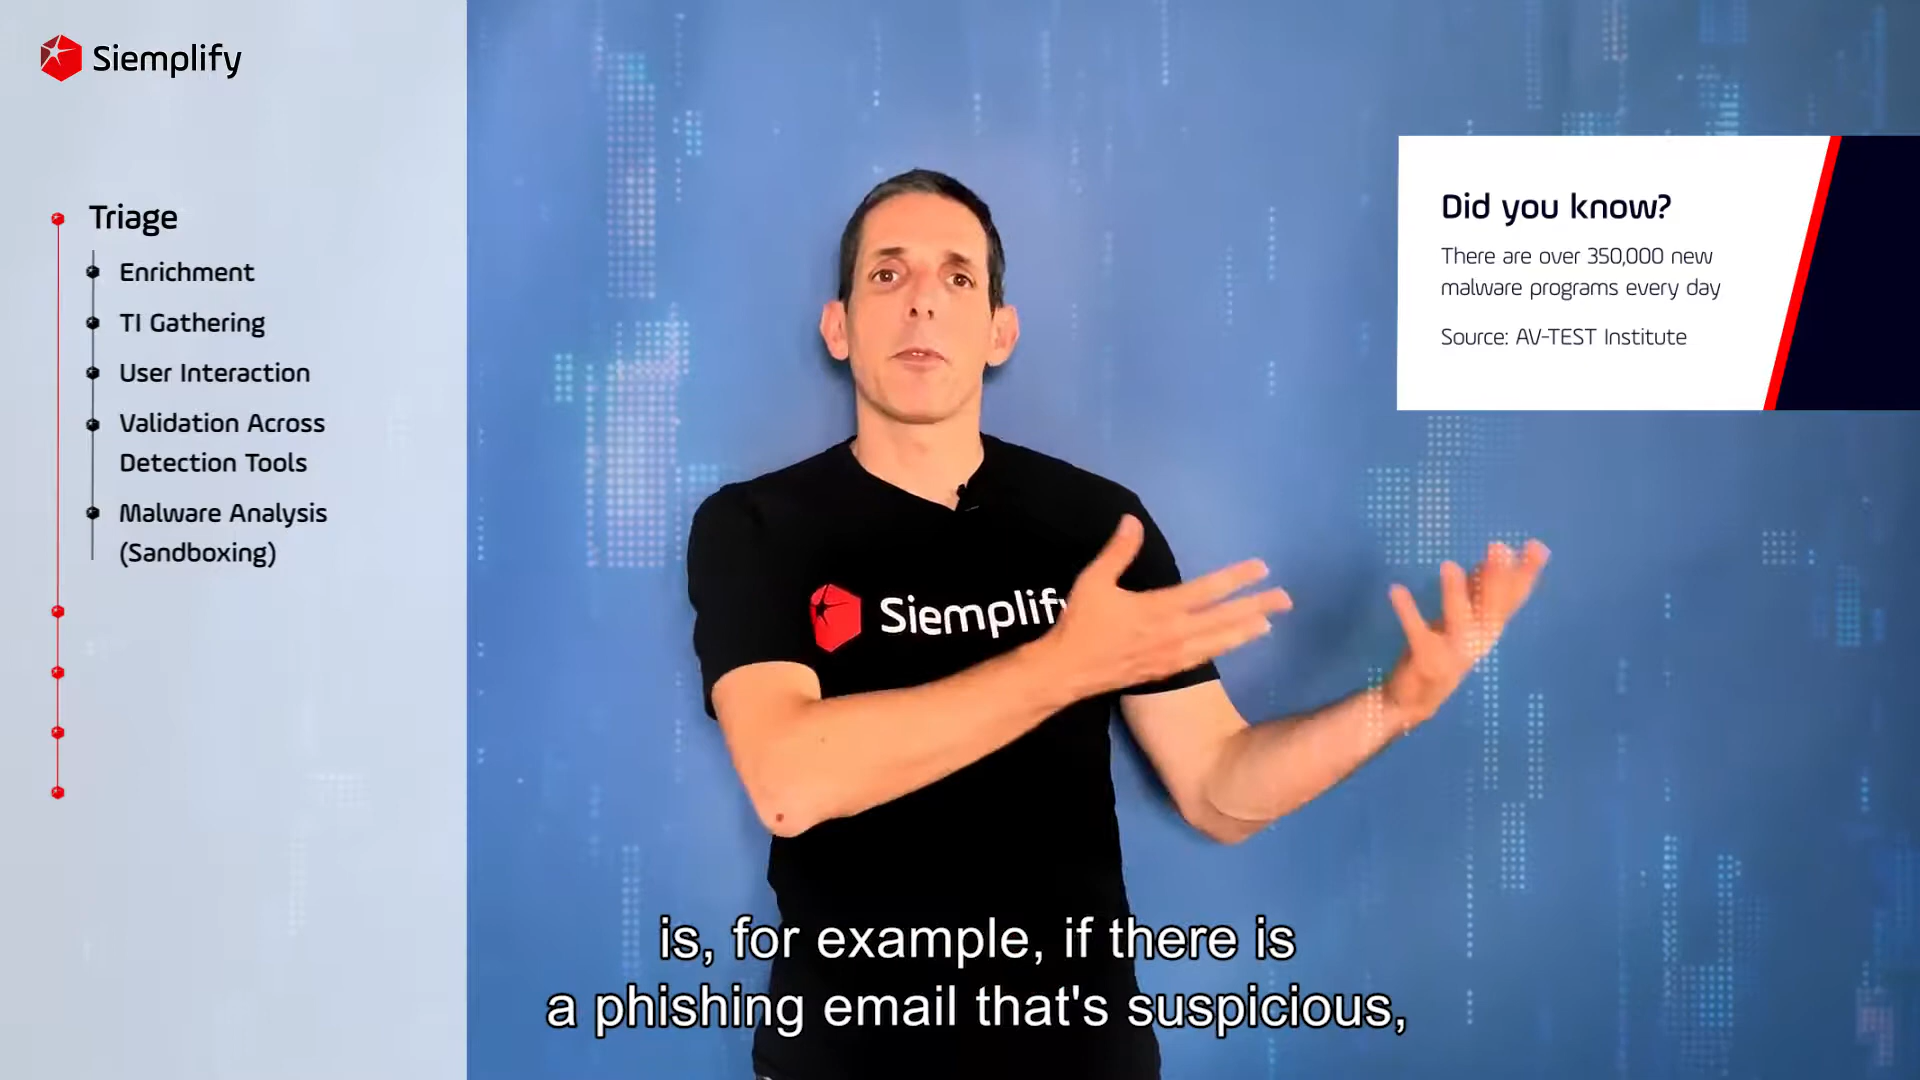 Siemplify
Triage
Enrichment
TI Gathering
User Interaction
Validation Across
Detection Tools
Malware Analysis
(Sandboxing)
Did you know?
There are over 350,000 new
malware programs every day
Source: AV-TEST Institute
Siemplify
is, for example, if there is
a phishing email that's suspicious,